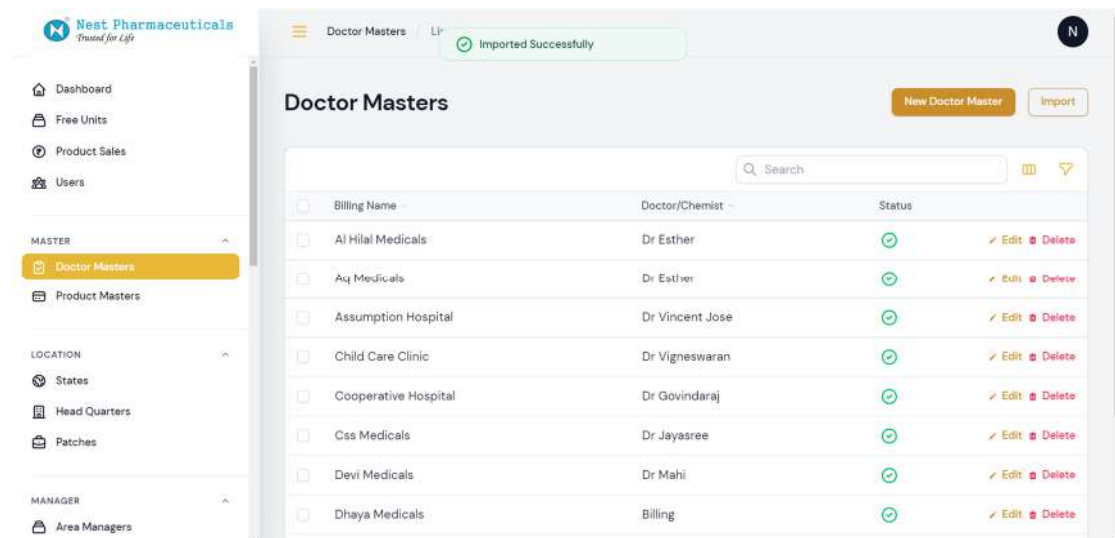 Nest Pharmaceuticals
Trusted for Life
Dashboard
Free Units
Product Sales
Users
MASTER
Doctor Masters
Product Masters
LOCATION
States
Head Quarters
Patches
MANAGER
Area Managers
Doctor Masters / Li
Imported Successfully
N
Doctor Masters
New Doctor Master
Import
Search
Billing Name Doctor/Chemist Status
Al Hilal Medicals Dr Esther Edit Delete
Aq Medicals Dr Esther Edit Delete
Assumption Hospital Dr Vincent Jose Edit Delete
Child Care Clinic Dr Vigneswaran Edit Delete
Cooperative Hospital Dr Govindaraj Edit Delete
Css Medicals Dr Jayasree Edit Delete
Devi Medicals Dr Mahi Edit Delete
Dhaya Medicals Billing Edit Delete